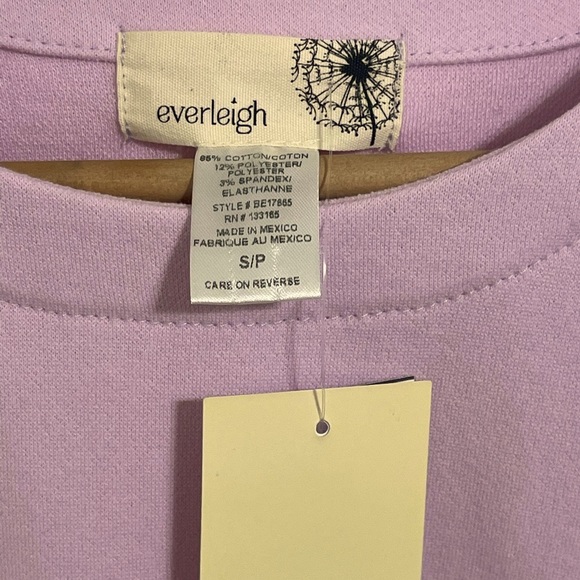 everleigh
85% COTTON/COTON
12% POLYESTER/
POLYESTER
3% SPANDEX/
ELASTHANNE
STYLE # BE17865
RN # 133165
MADE IN MEXICO
FABRIQUE AU MEXICO
S/P
CARE ON REVERSE